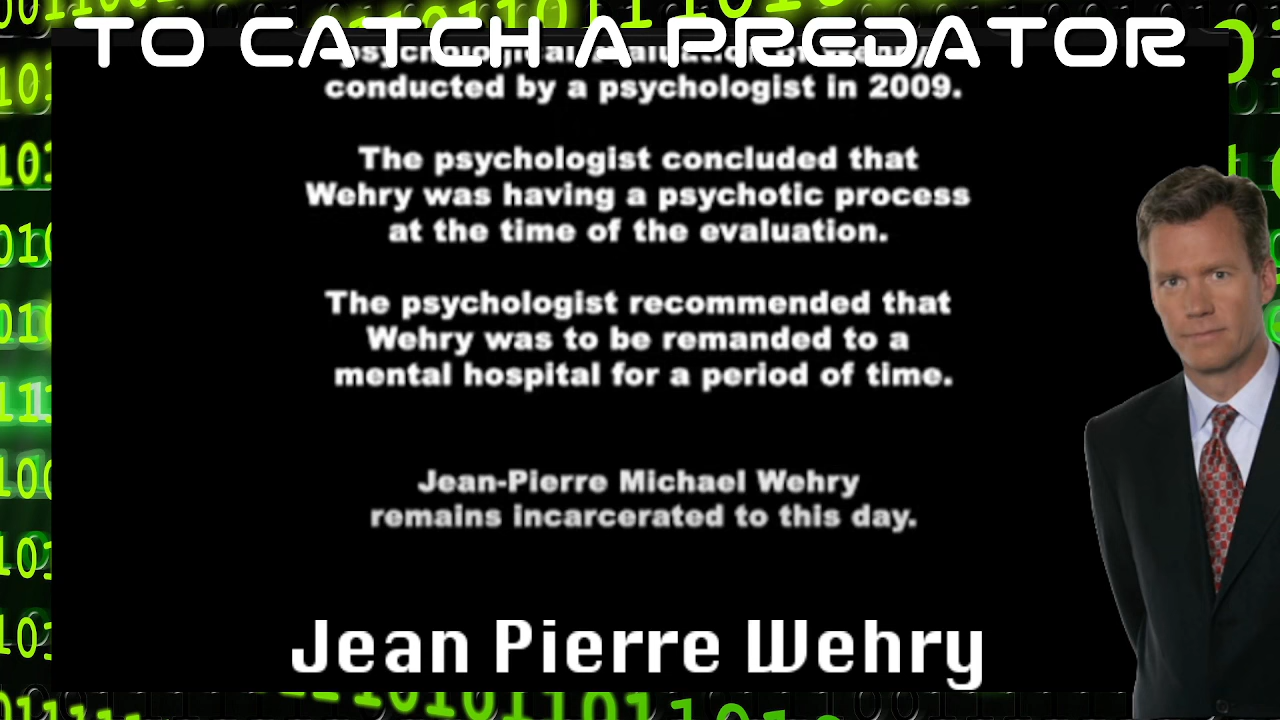 TO CATCH A PREDATOR
conducted by a psychologist in 2009.
The psychologist concluded that
Wehry was having a psychotic process
at the time of the evaluation.
The psychologist recommended that
Wehry was to be remanded to a
mental hospital for a period of time.
Jean-Pierre Michael Wehry
remains incarcerated to this day.
Jean Pierre Wehry